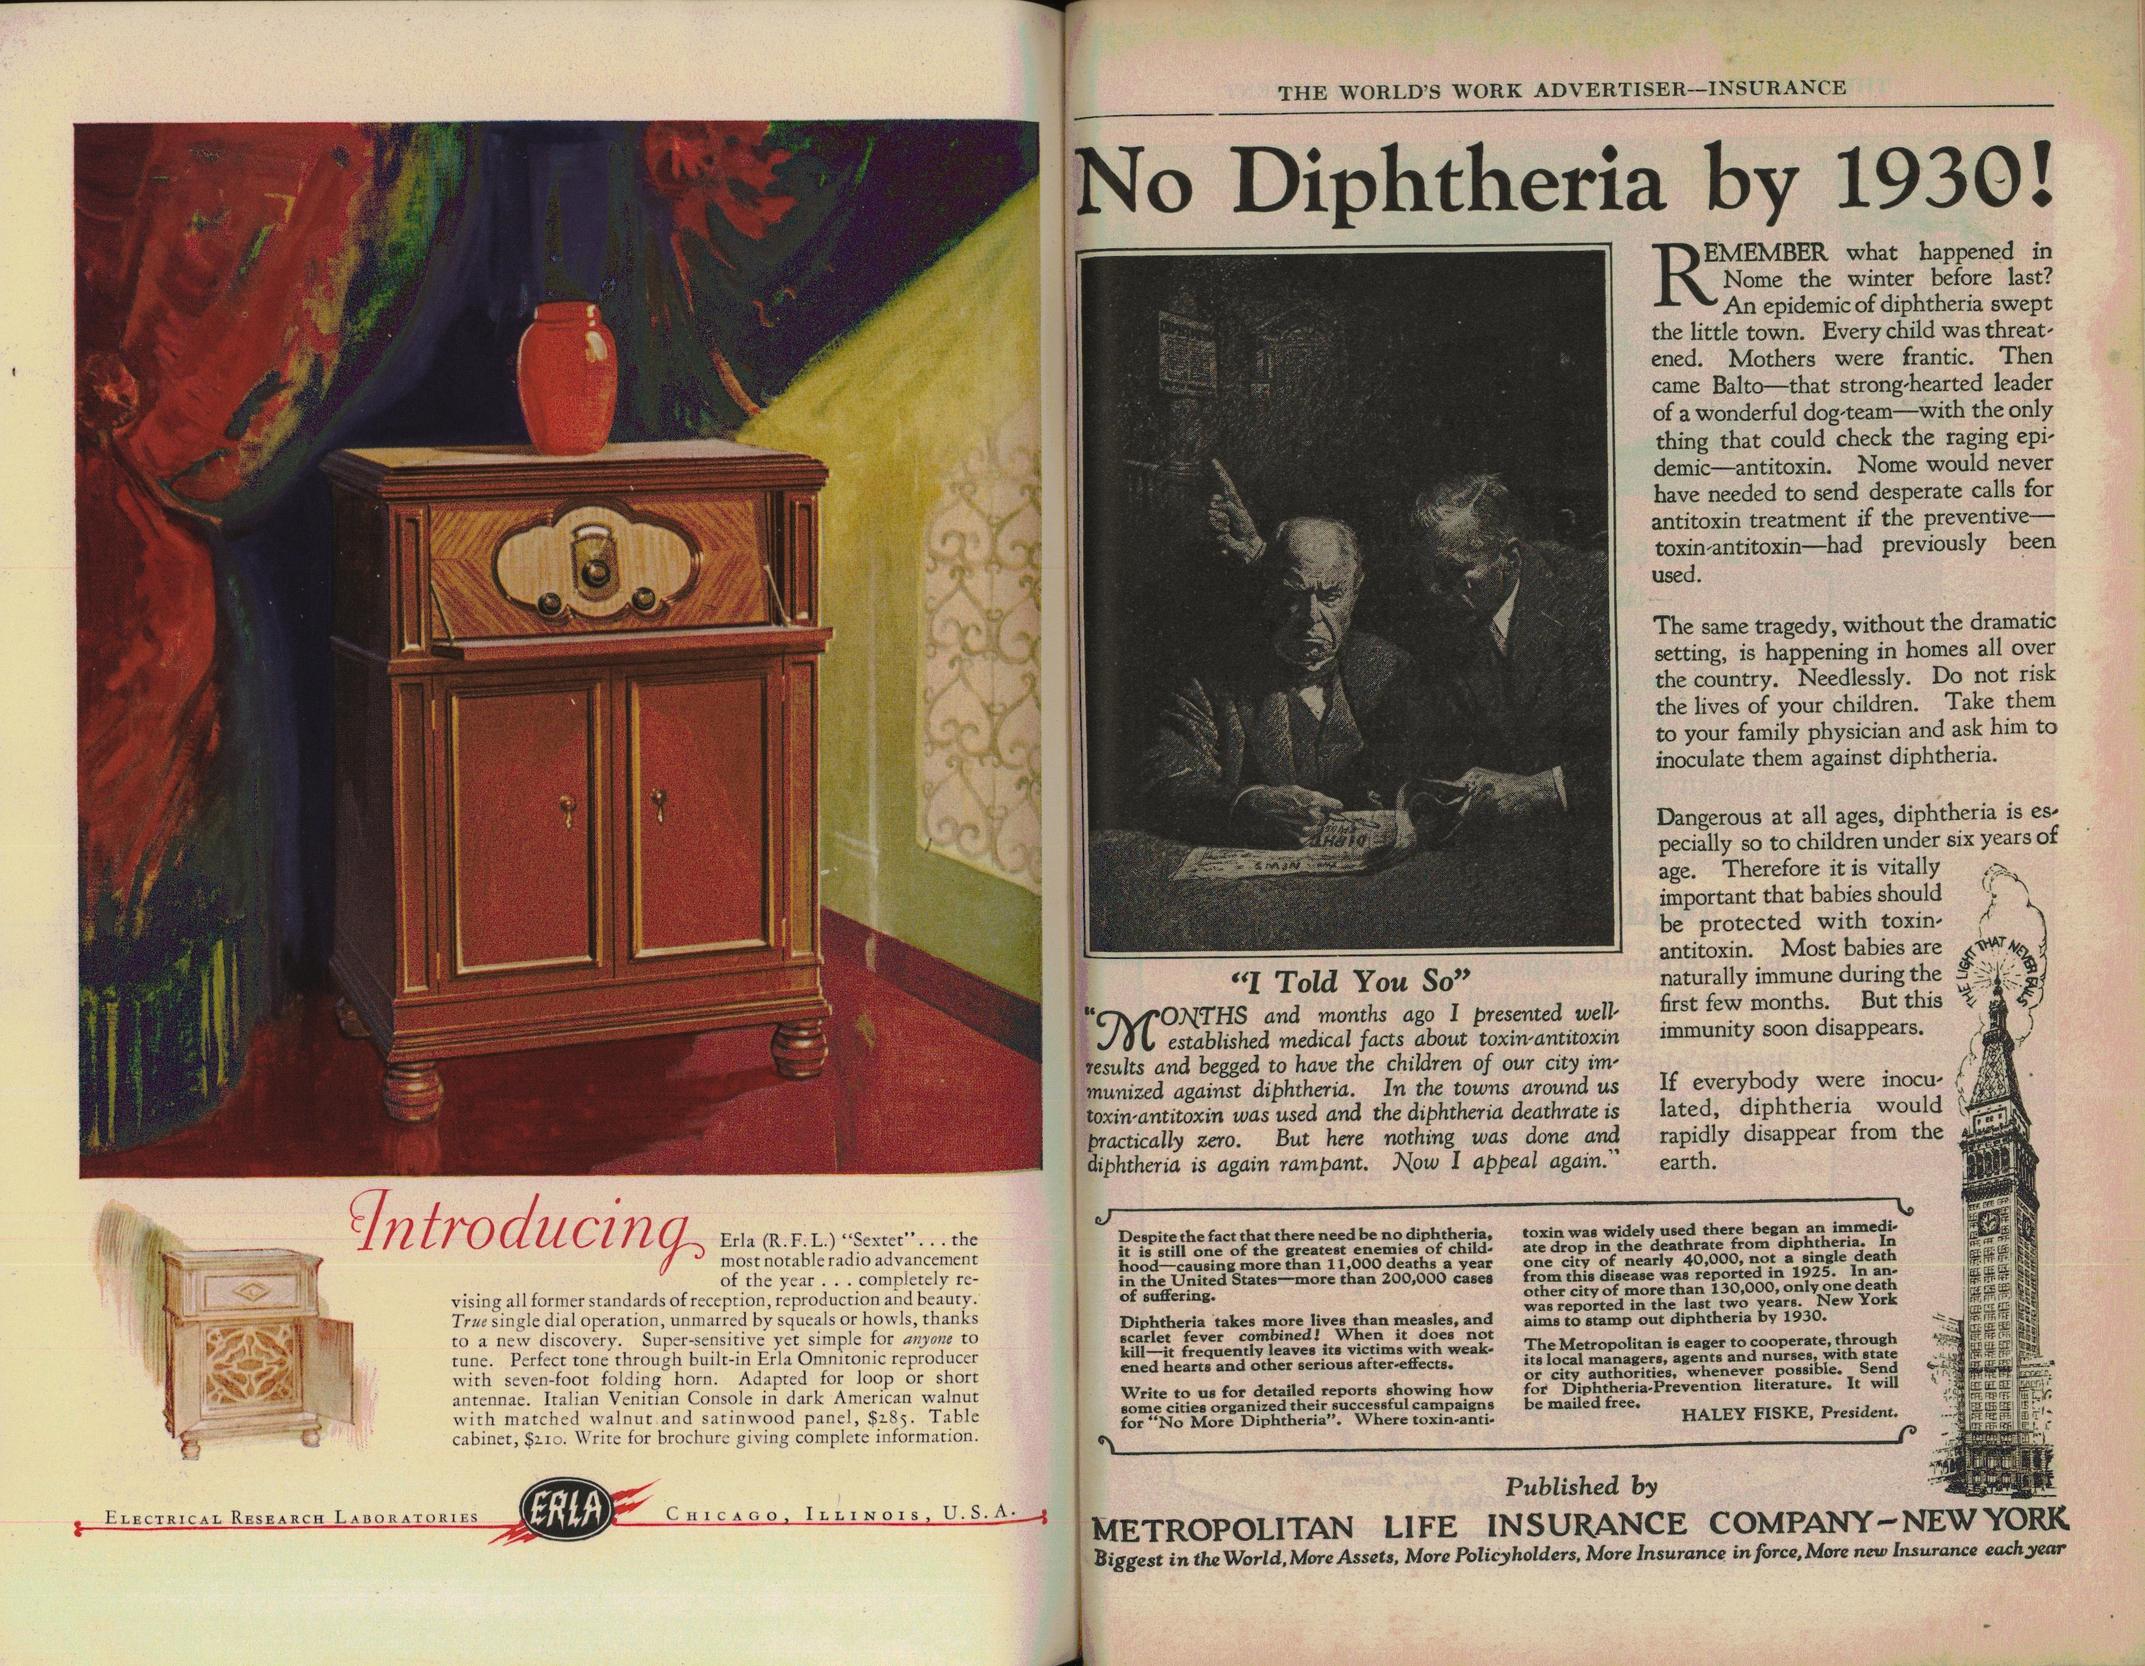 Introducing
Erla (R.F.L.) “Sextet” . . . the
most notable radio advancement
of the year . . . completely re-
vising all former standards of reception, reproduction and beauty.
True single dial operation, unmarred by squeals or howls, thanks
to a new discovery. Super-sensitive yet simple for anyone to
tune. Perfect tone through built-in Erla Omnitonic reproducer
with seven-foot folding horn. Adapted for loop or short
antennae. Italian Venitian Console in dark American walnut
with matched walnut and satinwood panel, $285. Table
cabinet, $210. Write for brochure giving complete information.
ELECTRICAL RESEARCH LABORATORIES
ERLA
CHICAGO, ILLINOIS, U.S.A.
THE WORLD'S WORK ADVERTISER—INSURANCE
No Diphtheria by 1930!
NEWS
“I Told You So”
“MONTHS and months ago I presented well-
established medical facts about toxin-antitoxin
results and begged to have the children of our city im-
munized against diphtheria. In the towns around us
toxin-antitoxin was used and the diphtheria deathrate is
practically zero. But here nothing was done and
diphtheria is again rampant. Now I appeal again.”
REMEMBER what happened in
Nome the winter before last?
An epidemic of diphtheria swept
the little town. Every child was threat-
ened. Mothers were frantic. Then
came Balto—that strong-hearted leader
of a wonderful dog-team—with the only
thing that could check the raging epi-
demic—antitoxin. Nome would never
have needed to send desperate calls for
antitoxin treatment if the preventive—
toxin-antitoxin—had previously been
used.
The same tragedy, without the dramatic
setting, is happening in homes all over
the country. Needlessly. Do not risk
the lives of your children. Take them
to your family physician and ask him to
inoculate them against diphtheria.
Dangerous at all ages, diphtheria is es-
pecially so to children under six years of
age. Therefore it is vitally
important that babies should
be protected with toxin-
antitoxin. Most babies are
naturally immune during the
first few months. But this
immunity soon disappears.
If everybody were inocu-
lated, diphtheria would
rapidly disappear from the
earth.
THE LIGHT THAT NEVER FAILS
Despite the fact that there need be no diphtheria,
it is still one of the greatest enemies of child-
hood—causing more than 11,000 deaths a year
in the United States—more than 200,000 cases
of suffering.
Diphtheria takes more lives than measles, and
scarlet fever combined! When it does not
kill—it frequently leaves its victims with weak-
ened hearts and other serious after-effects.
Write to us for detailed reports showing how
some cities organized their successful campaigns
for “No More Diphtheria”. Where toxin-anti-
toxin was widely used there began an immedi-
ate drop in the deathrate from diphtheria. In
one city of nearly 40,000, not a single death
from this disease was reported in 1925. In an-
other city of more than 130,000, only one death
was reported in the last two years. New York
aims to stamp out diphtheria by 1930.
The Metropolitan is eager to cooperate, through
its local managers, agents and nurses, with state
or city authorities, whenever possible. Send
for Diphtheria-Prevention literature. It will
be mailed free.
HALEY FISKE, President.
Published by
METROPOLITAN LIFE INSURANCE COMPANY—NEW YORK
Biggest in the World, More Assets, More Policyholders, More Insurance in force, More new Insurance each year